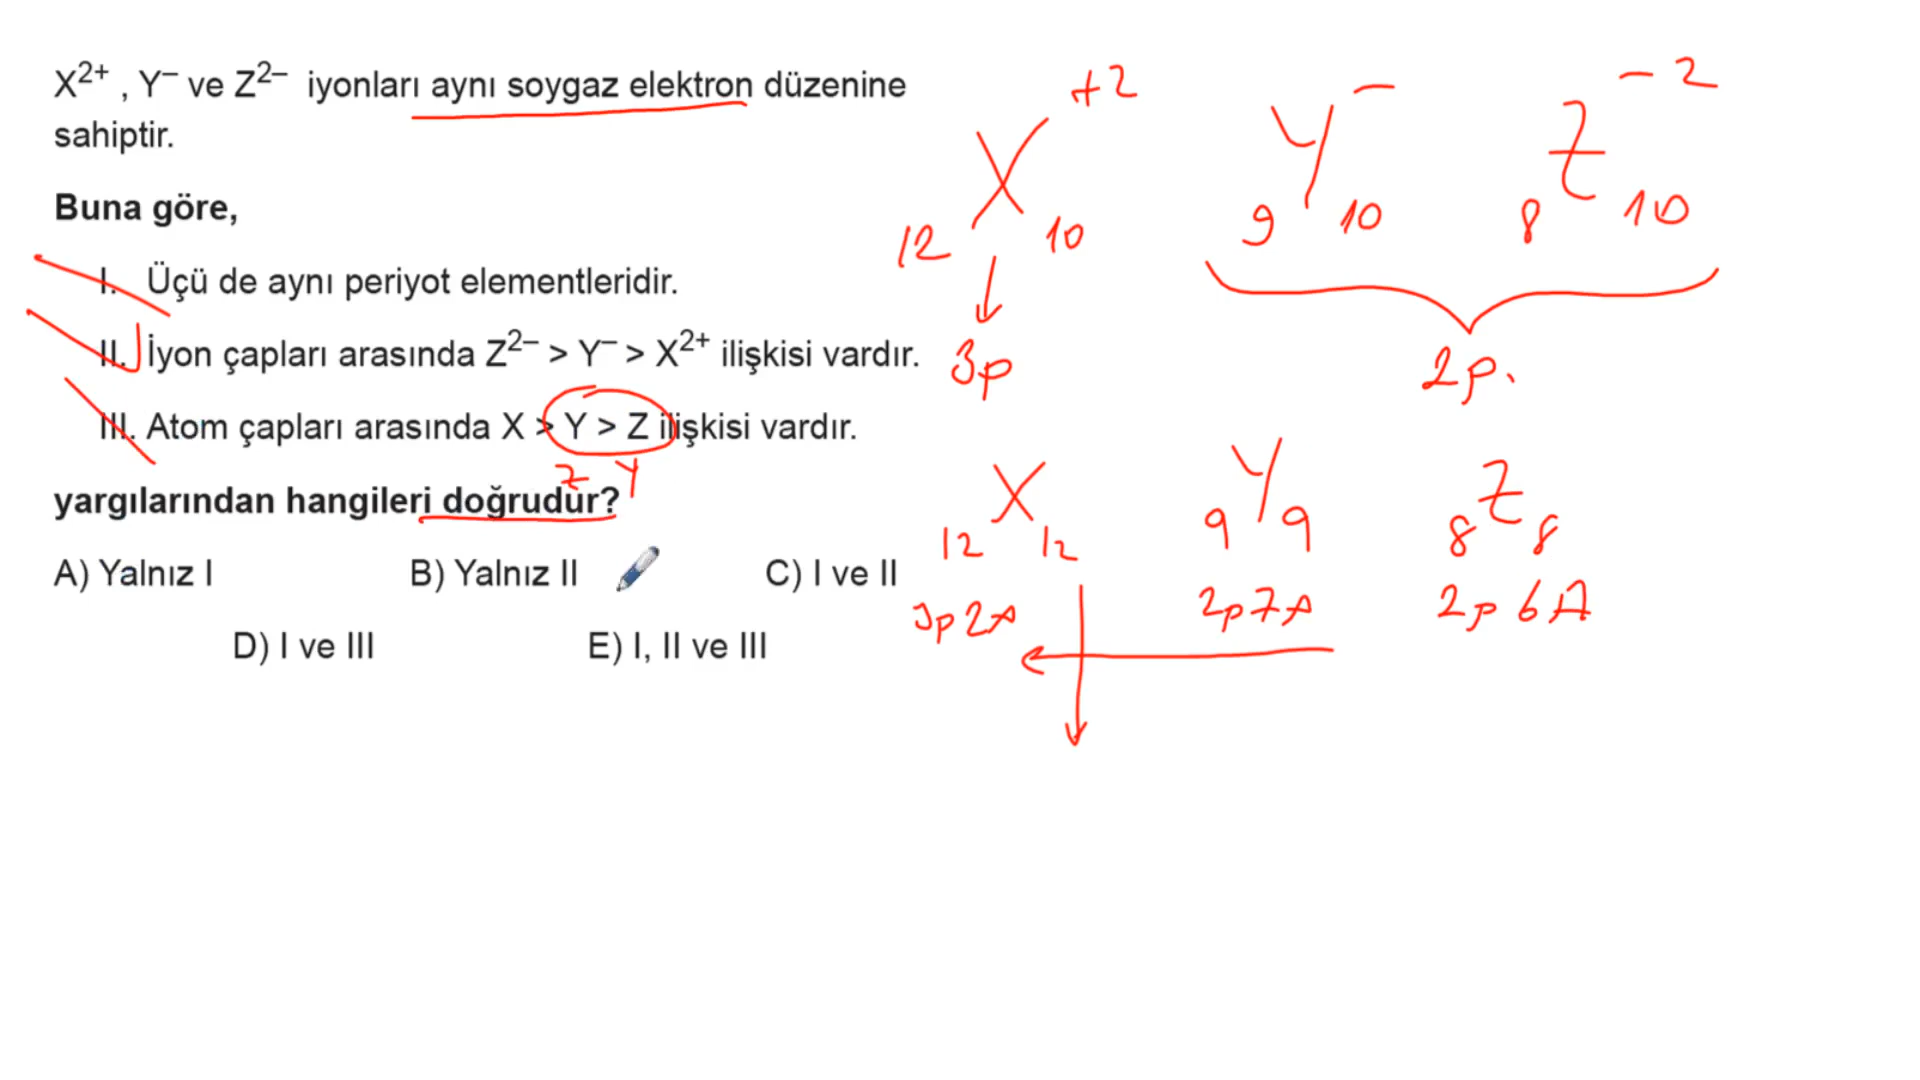 X²⁺ , Y⁻ ve Z²⁻ iyonları aynı soygaz elektron düzenine
sahiptir.
Buna göre,
I. Üçü de aynı periyot elementleridir.
II. İyon çapları arasında Z²⁻ > Y⁻ > X²⁺ ilişkisi vardır.
III. Atom çapları arasında X > Y > Z ilişkisi vardır.
Z Y
yargılarından hangileri doğrudur?
A) Yalnız I B) Yalnız II C) I ve II
D) I ve III E) I, II ve III
12 X +2 10
9 Y − 10
8 Z −2 10
3p
2p.
12 X 12
9 Y 9
8 Z 8
3p 2A
2p 7A
2p 6A